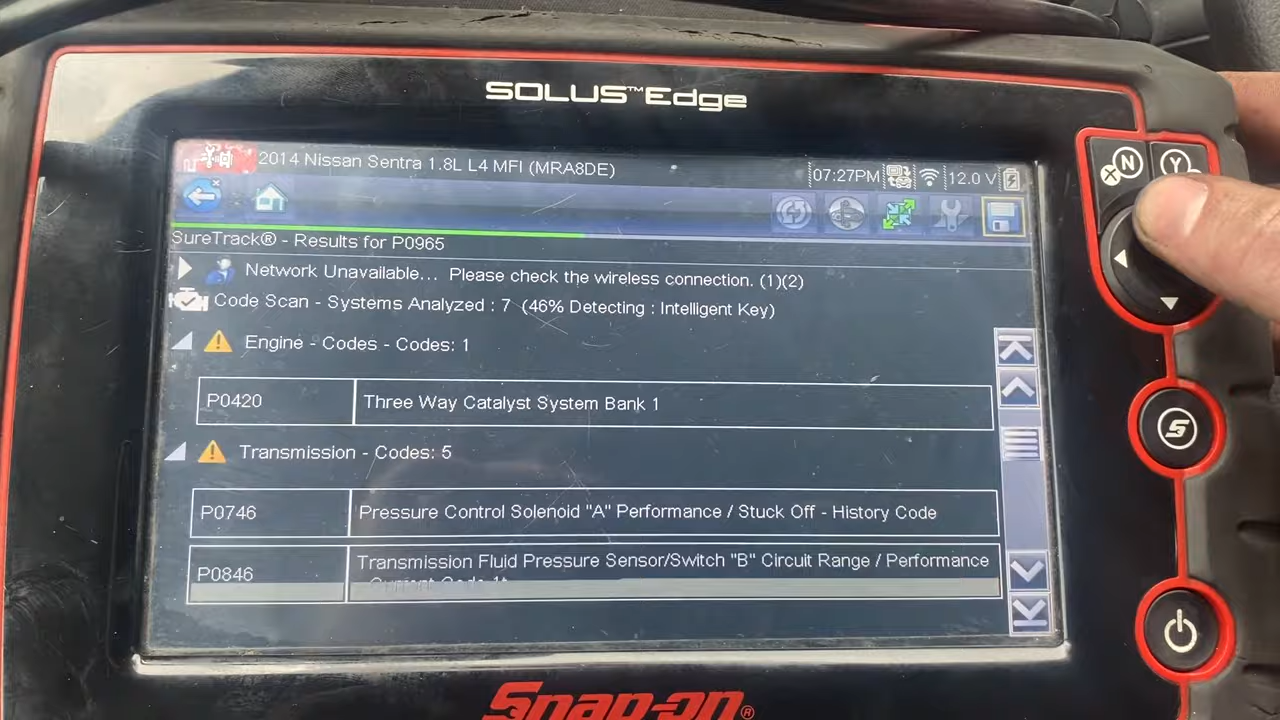 SOLUS™Edge
2014 Nissan Sentra 1.8L L4 MFI (MRA8DE)
07:27PM
12.0 V
SureTrack® - Results for P0965
Network Unavailable... Please check the wireless connection. (1)(2)
Code Scan - Systems Analyzed : 7 (46% Detecting : Intelligent Key)
Engine - Codes - Codes: 1
P0420
Three Way Catalyst System Bank 1
Transmission - Codes: 5
P0746
Pressure Control Solenoid "A" Performance / Stuck Off - History Code
P0846
Transmission Fluid Pressure Sensor/Switch "B" Circuit Range / Performance
- Current Code 1t
N
X
Y
S
Snap-on®